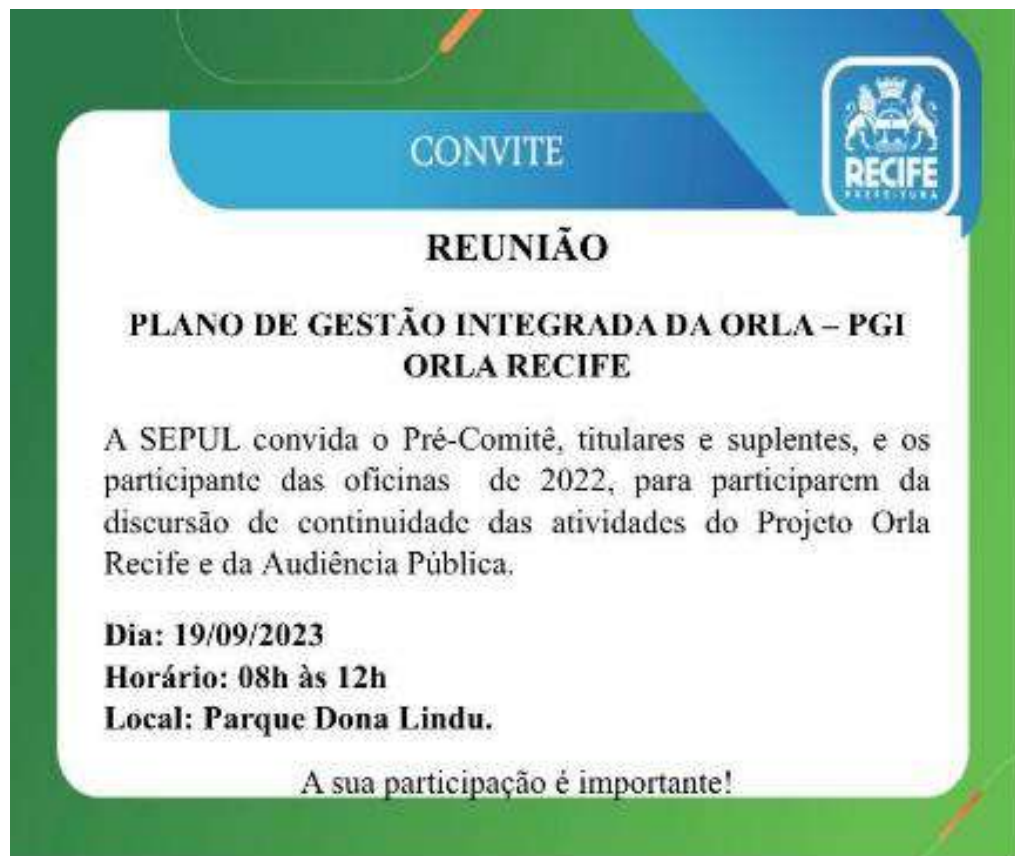 CONVITE
RECIFE
PREFEITURA
REUNIÃO
PLANO DE GESTÃO INTEGRADA DA ORLA – PGI
ORLA RECIFE
A SEPUL convida o Pré-Comitê, titulares e suplentes, e os
participante das oficinas de 2022, para participarem da
discursão de continuidade das atividades do Projeto Orla
Recife e da Audiência Pública.
Dia: 19/09/2023
Horário: 08h às 12h
Local: Parque Dona Lindu.
A sua participação é importante!